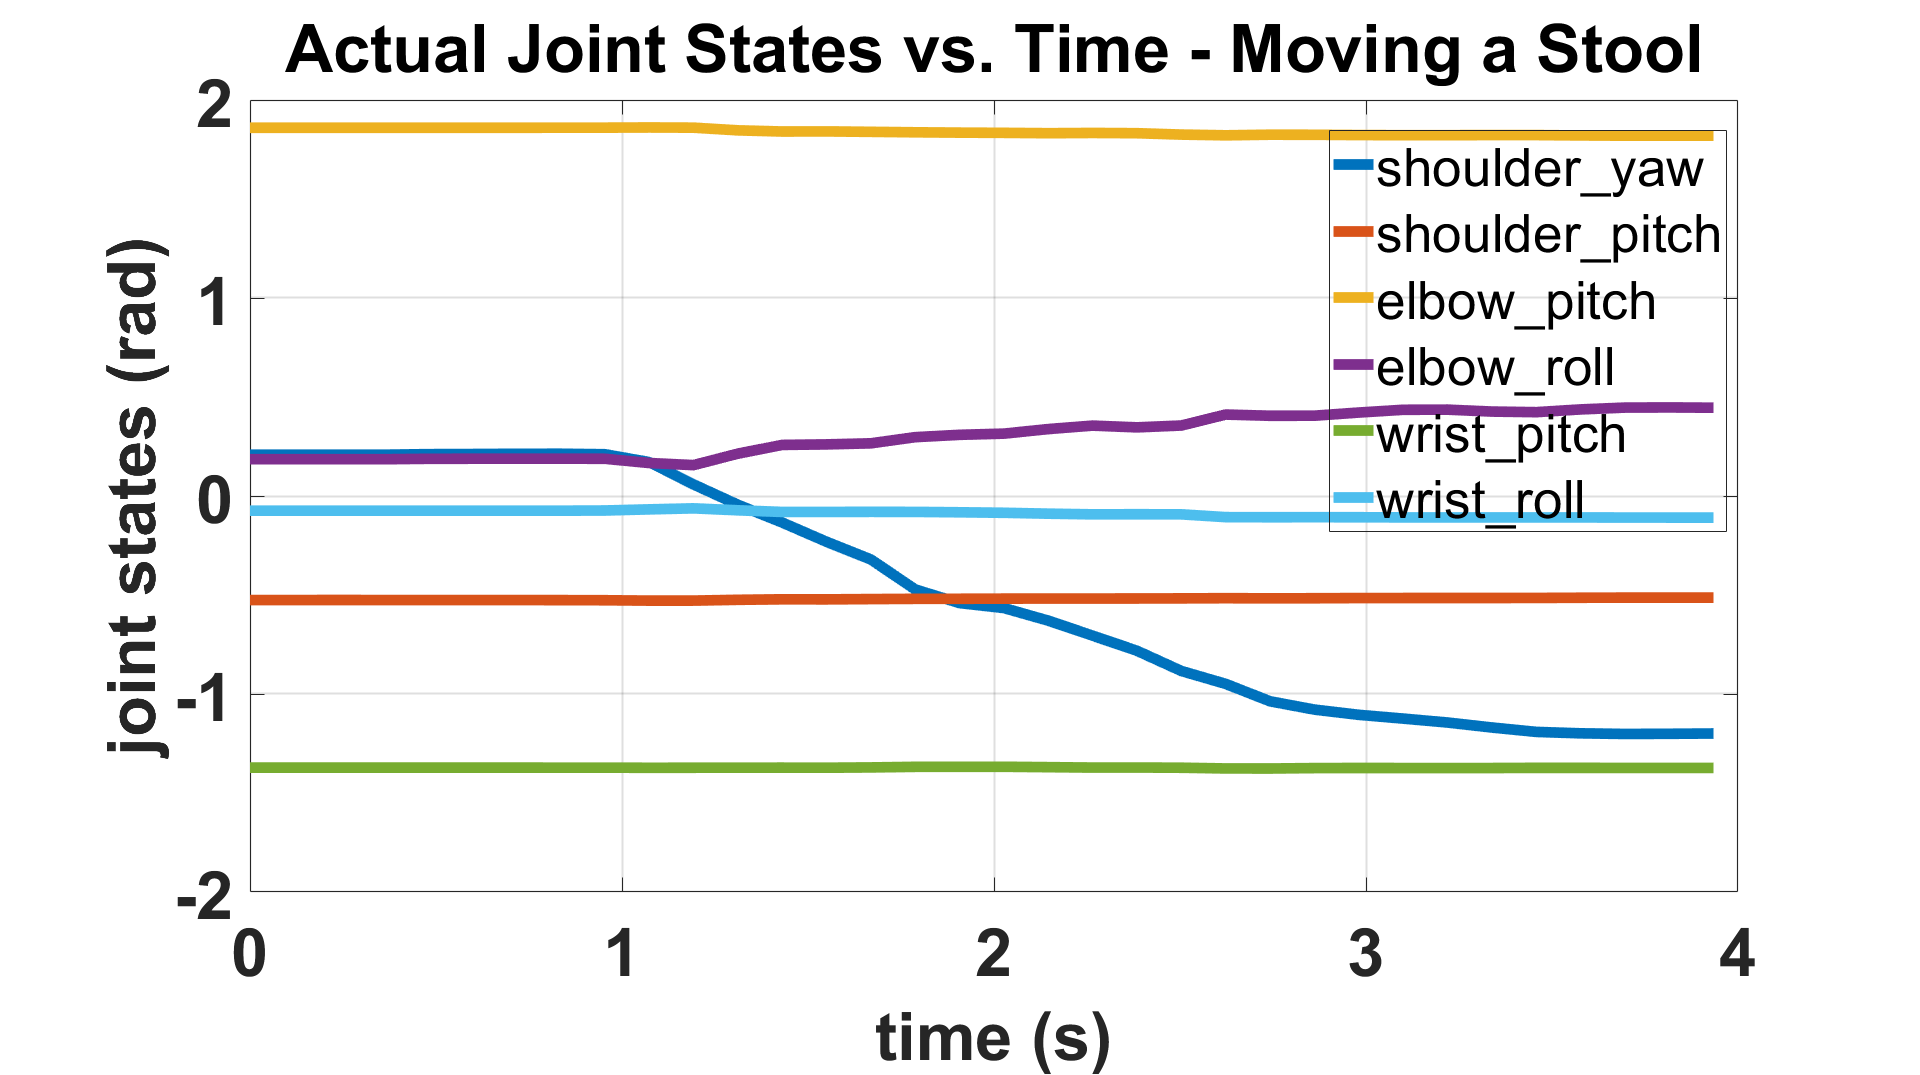 Actual Joint States vs. Time - Moving a Stool
joint states (rad)
2
1
0
-1
-2
shoulder_yaw
shoulder_pitch
elbow_pitch
elbow_roll
wrist_pitch
wrist_roll
0 1 2 3 4
time (s)